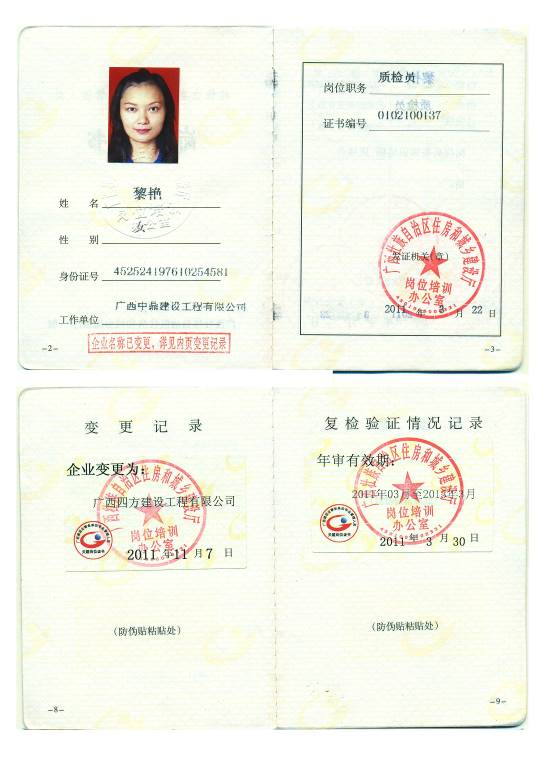 姓 名 黎艳
性 别 女
身份证号 452524197610254581
广西中鼎建设工程有限公司
工作单位
企业名称已变更，详见内页变更记录
-2-
岗位职务 质检员
证书编号 0102100137
广西壮族自治区住房和城乡建设厅
发证机关(章)
岗位培训
办公室
2011 年 3 月 22 日
-3-
变 更 记 录
企业变更为：
广西壮族自治区住房和城乡建设厅
广西四方建设工程有限公司
岗位培训
办公室
2011 年 11 月 7 日
(防伪贴粘贴处)
-8-
复检验证情况记录
年审有效期：
广西壮族自治区住房和城乡建设厅
2011年03月至2013年3月
岗位培训
办公室
2011 年 3 月 30 日
(防伪贴粘贴处)
-9-